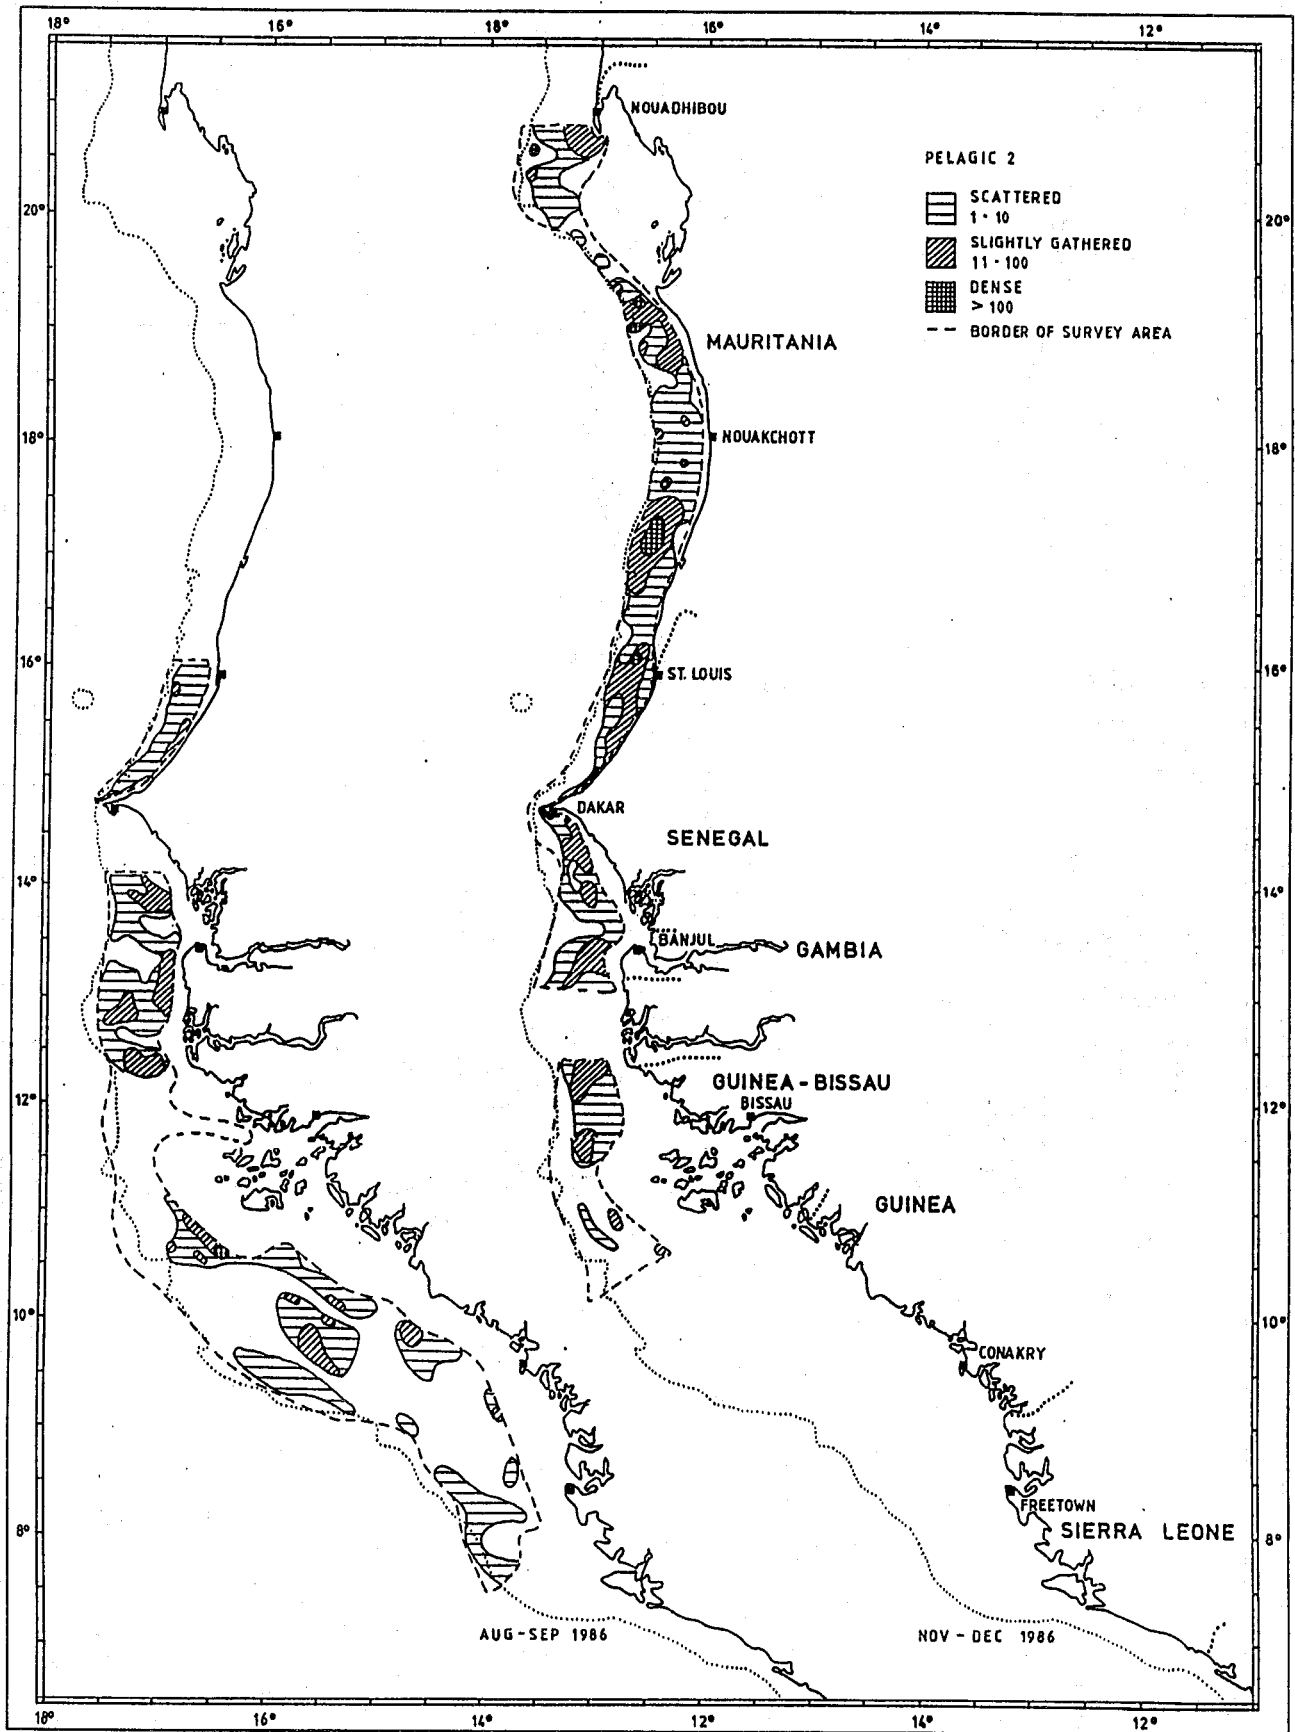 18° 16° 18° 16° 14° 12°
NOUADHIBOU
PELAGIC 2
SCATTERED
1 - 10
SLIGHTLY GATHERED
11 - 100
DENSE
> 100
BORDER OF SURVEY AREA
20° 20°
MAURITANIA
18° NOUAKCHOTT 18°
16° ST. LOUIS 16°
DAKAR
SENEGAL
14° 14°
BANJUL
GAMBIA
GUINEA - BISSAU
12° BISSAU 12°
GUINEA
10° 10°
CONAKRY
FREETOWN
8° SIERRA LEONE 8°
AUG-SEP 1986 NOV - DEC 1986
18° 16° 14° 12° 14° 12°